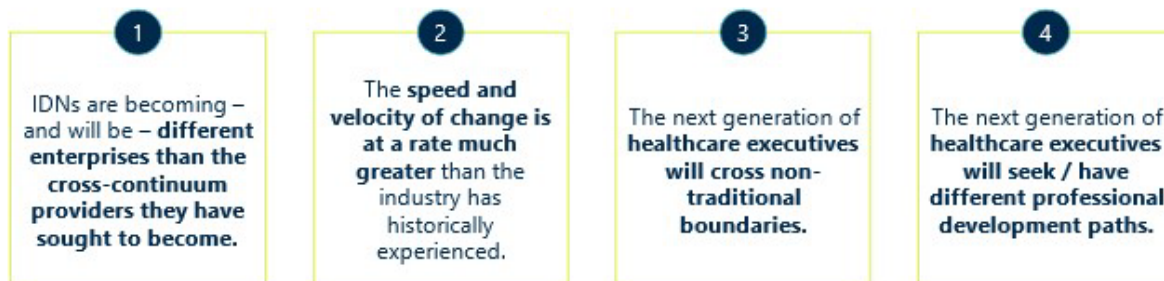 1
IDNs are becoming –
and will be – different
enterprises than the
cross-continuum
providers they have
sought to become.
2
The speed and
velocity of change is
at a rate much
greater than the
industry has
historically
experienced.
3
The next generation of
healthcare executives
will cross non-
traditional
boundaries.
4
The next generation of
healthcare executives
will seek / have
different professional
development paths.